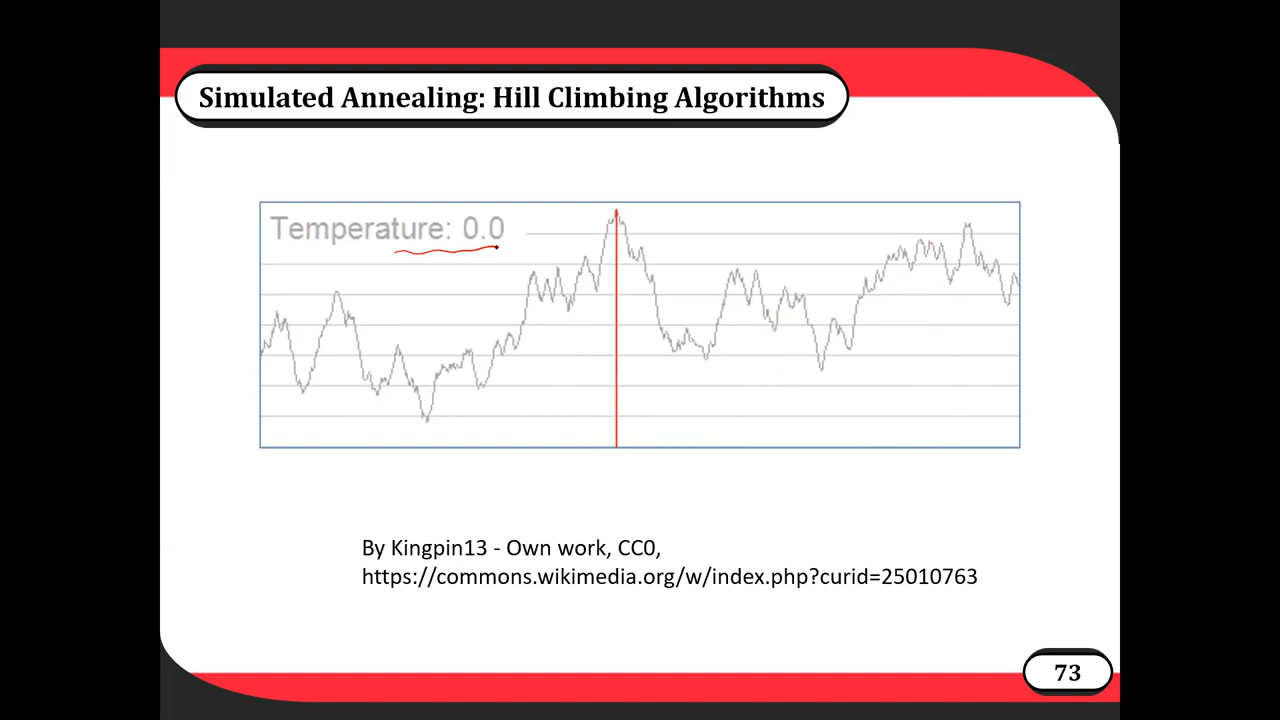 Simulated Annealing: Hill Climbing Algorithms
Temperature: 0.0
By Kingpin13 - Own work, CC0,
https://commons.wikimedia.org/w/index.php?curid=25010763
73